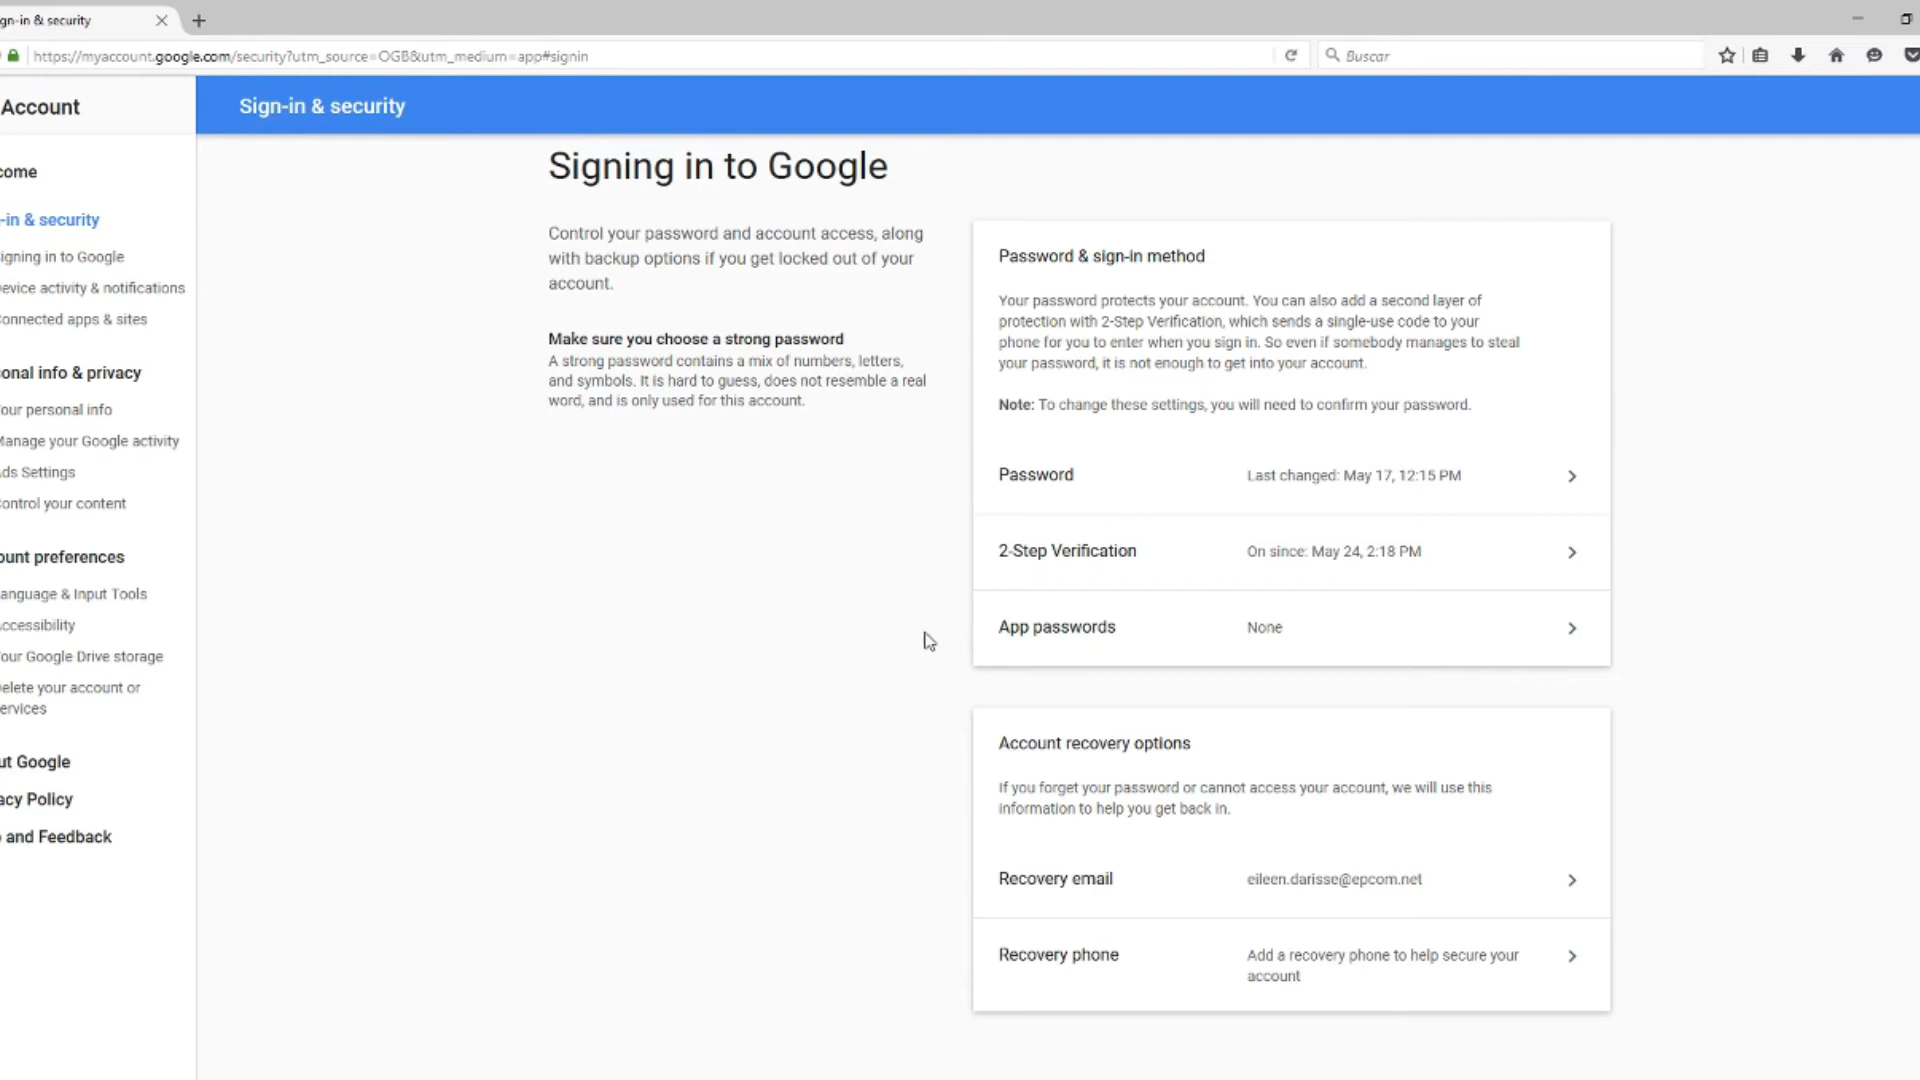 gn-in & security
https://myaccount.google.com/security?utm_source=OGB&utm_medium=app#signin
Buscar
Account
Sign-in & security
come
-in & security
igning in to Google
evice activity & notifications
onnected apps & sites
onal info & privacy
our personal info
Manage your Google activity
ds Settings
ontrol your content
ount preferences
anguage & Input Tools
ccessibility
our Google Drive storage
elete your account or
ervices
ut Google
acy Policy
and Feedback
Signing in to Google
Control your password and account access, along
with backup options if you get locked out of your
account.
Make sure you choose a strong password
A strong password contains a mix of numbers, letters,
and symbols. It is hard to guess, does not resemble a real
word, and is only used for this account.
Password & sign-in method
Your password protects your account. You can also add a second layer of
protection with 2-Step Verification, which sends a single-use code to your
phone for you to enter when you sign in. So even if somebody manages to steal
your password, it is not enough to get into your account.
Note: To change these settings, you will need to confirm your password.
Password Last changed: May 17, 12:15 PM
2-Step Verification On since: May 24, 2:18 PM
App passwords None
Account recovery options
If you forget your password or cannot access your account, we will use this
information to help you get back in.
Recovery email eileen.darisse@epcom.net
Recovery phone Add a recovery phone to help secure your
account